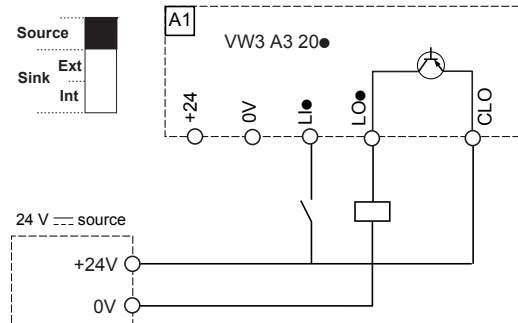 Source
Sink
Ext
Int
A1
VW3 A3 20●
+24
0V
LI●
LO●
CLO
24 V ⎓ source
+24V
0V